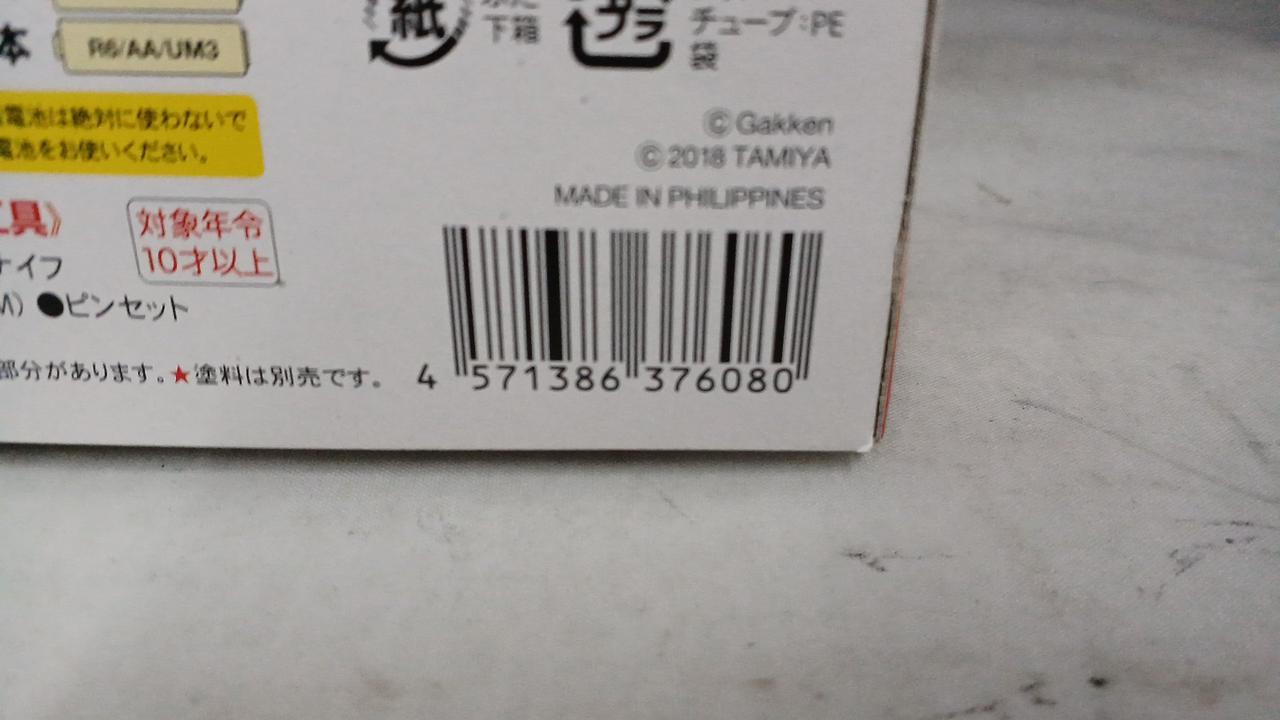 本
R6/AA/UM3
紙
下箱
プラ
チューブ:PE
袋
電池は絶対に使わないで
電池をお使いください。
©Gakken
©2018 TAMIYA
MADE IN PHILIPPINES
工具》
対象年令
10才以上
ナイフ
M) ●ピンセット
部分があります。★塗料は別売です。
4 571386 376080